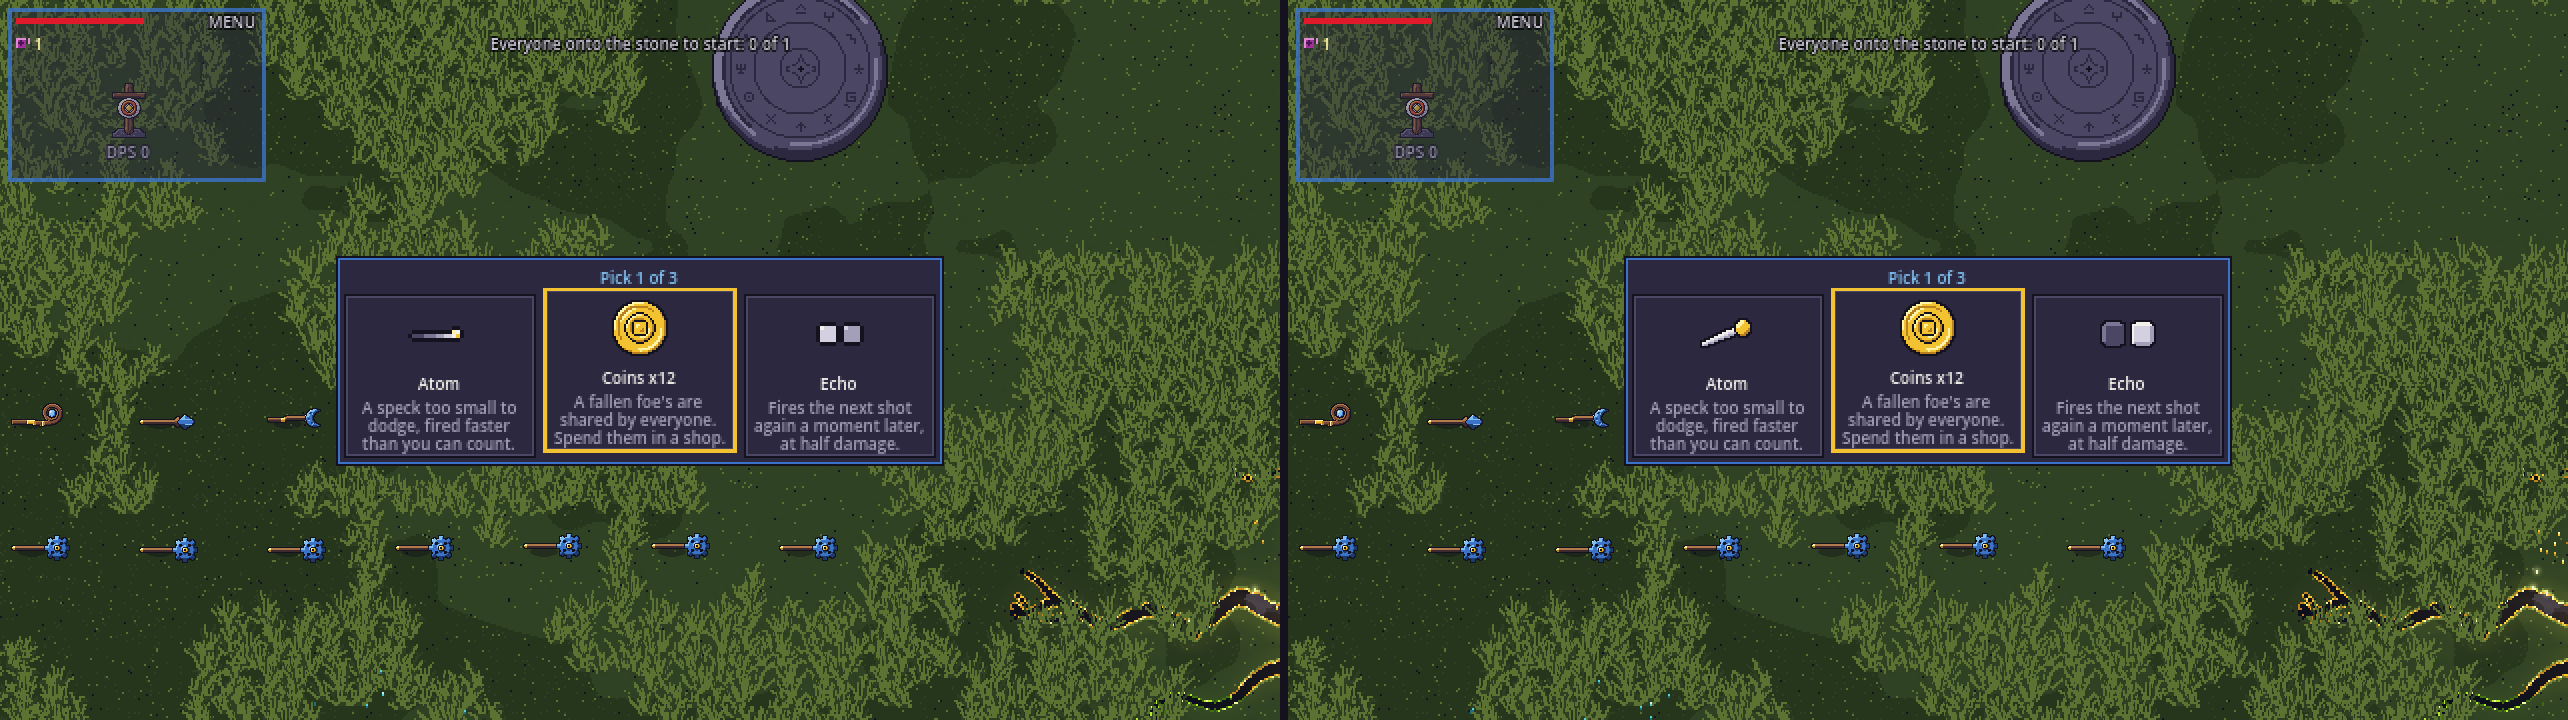 MENU
1
Everyone onto the stone to start: 0 of 1
DPS 0
Pick 1 of 3
Atom
A speck too small to
dodge, fired faster
than you can count.
Coins x12
A fallen foe's are
shared by everyone.
Spend them in a shop.
Echo
Fires the next shot
again a moment later,
at half damage.
MENU
1
Everyone onto the stone to start: 0 of 1
DPS 0
Pick 1 of 3
Atom
A speck too small to
dodge, fired faster
than you can count.
Coins x12
A fallen foe's are
shared by everyone.
Spend them in a shop.
Echo
Fires the next shot
again a moment later,
at half damage.